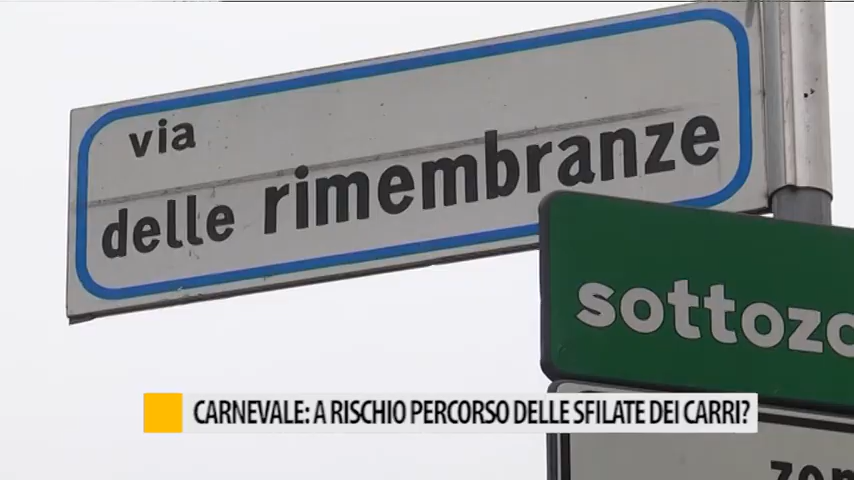 via
delle rimembranze
CARNEVALE: A RISCHIO PERCORSO DELLE SFILATE DEI CARRI?